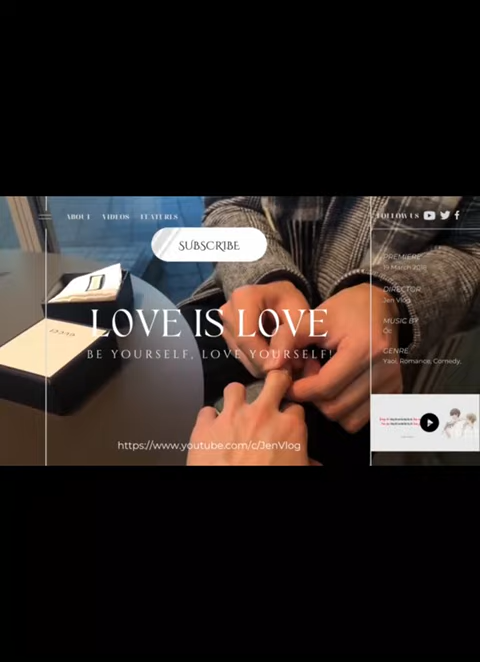 ABOUT VIDEOS FEATURES
FOLLOW US
SUBSCRIBE
LOVE IS LOVE
BE YOURSELF, LOVE YOURSELF!
https://www.youtube.com/c/JenVlog
PREMIERE
DIRECTOR
Jen Vlog
MUSIC BY
GENRE
Yaoi, Romance, Comedy,